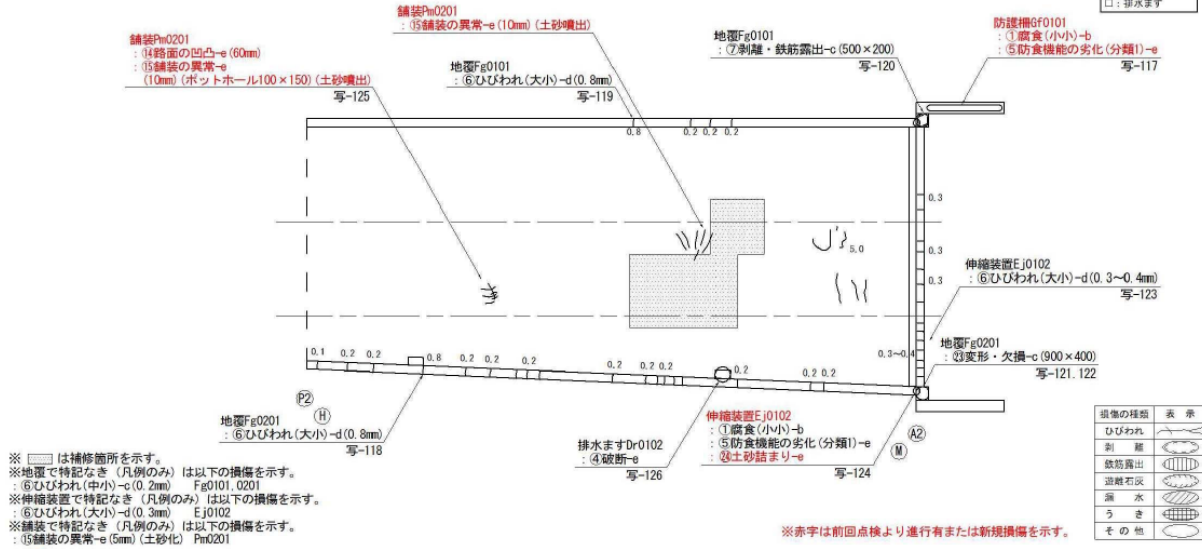 □：排水ます
舗装Pm0201
：⑮舗装の異常-e(10mm)(土砂噴出)
防護柵Gf0101
：①腐食(小小)-b
：⑤防食機能の劣化(分類1)-e
写-117
地覆Fg0101
：⑦剥離・鉄筋露出-c(500×200)
写-120
舗装Pm0201
：⑭路面の凹凸-e(60mm)
：⑮舗装の異常-e
(10mm)(ポットホール100×150)(土砂噴出)
写-125
地覆Fg0101
：⑥ひびわれ(大小)-d(0.8mm)
写-119
0.8
0.2
0.2
0.2
0.3
0.3
0.3
5.0
伸縮装置Ej0102
：⑥ひびわれ(大小)-d(0.3～0.4mm)
写-123
0.3～0.4
地覆Fg0201
：㉓変形・欠損-c(900×400)
写-121.122
0.1
0.2
0.2
0.8
0.2
0.2
0.2
0.2
0.2
0.2 0.2
0.2
0.2 0.2
P2
H
A2
M
地覆Fg0201
：⑥ひびわれ(大小)-d(0.8mm)
写-118
排水ますDr0102
：④破断-e
写-126
伸縮装置Ej0102
：①腐食(小小)-b
：⑤防食機能の劣化(分類1)-e
：㉔土砂詰まり-e
写-124
※ は補修箇所を示す。
※地覆で特記なき（凡例のみ）は以下の損傷を示す。
：⑥ひびわれ(中小)-c(0.2mm) Fg0101,0201
※伸縮装置で特記なき（凡例のみ）は以下の損傷を示す。
：⑥ひびわれ(大小)-d(0.3mm) Ej0102
※舗装で特記なき（凡例のみ）は以下の損傷を示す。
：⑮舗装の異常-e(5mm)(土砂化) Pm0201
※赤字は前回点検より進行有または新規損傷を示す。
損傷の種類 表示
ひびわれ
剥離
鉄筋露出
遊離石灰
漏水
うき
その他